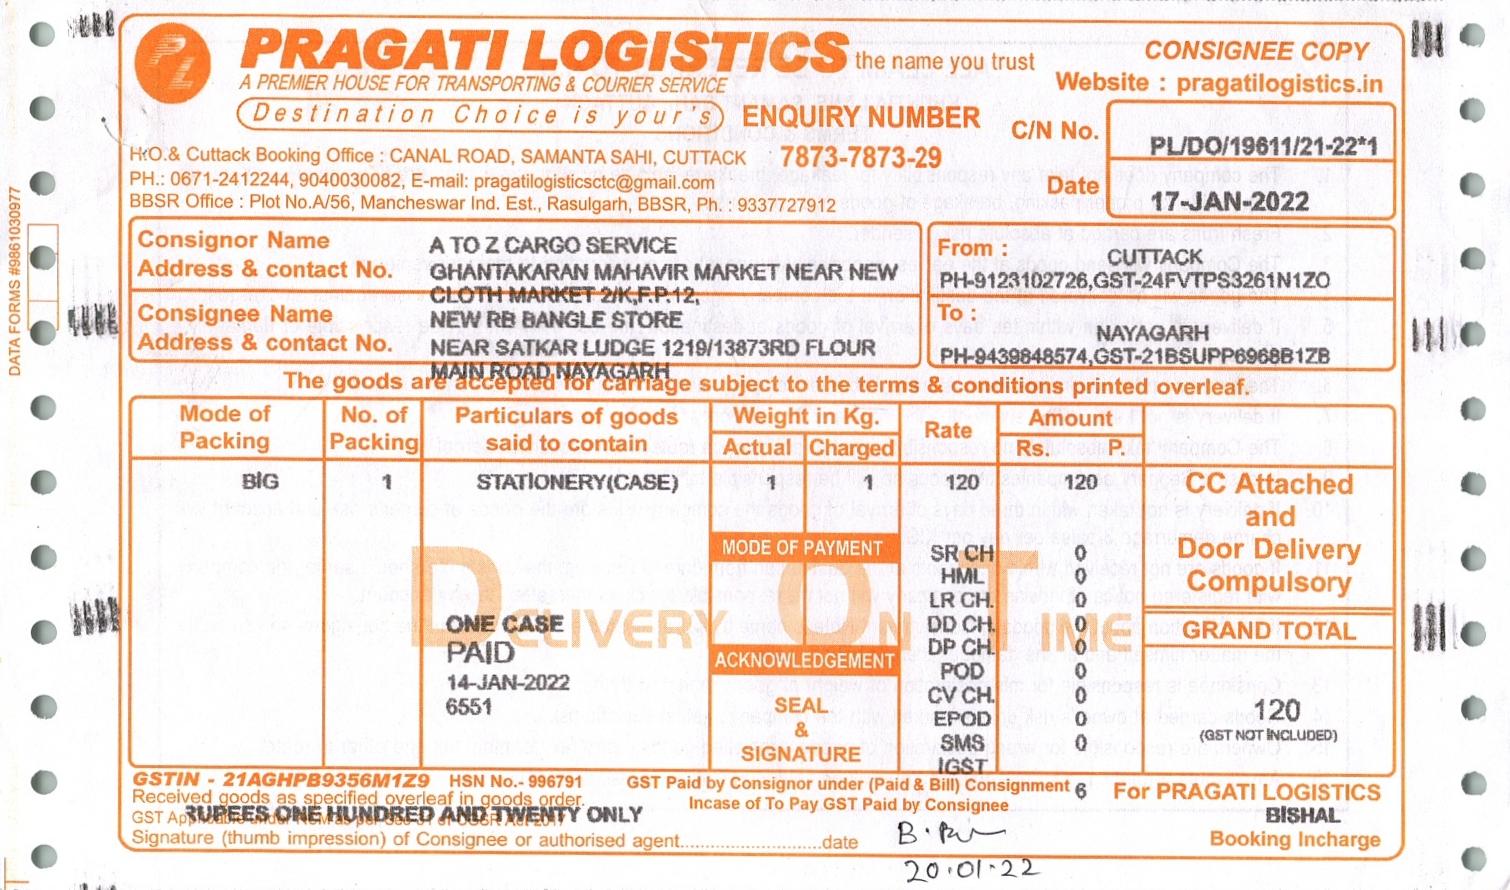 PRAGATI LOGISTICS the name you trust
CONSIGNEE COPY
A PREMIER HOUSE FOR TRANSPORTING & COURIER SERVICE
Website : pragatilogistics.in
Destination Choice is your's
ENQUIRY NUMBER
7873-7873-29
C/N No. PL/DO/19611/21-22*1
Date 17-JAN-2022
H.O.& Cuttack Booking Office : CANAL ROAD, SAMANTA SAHI, CUTTACK
PH.: 0671-2412244, 9040030082, E-mail: pragatilogisticsctc@gmail.com
BBSR Office : Plot No.A/56, Mancheswar Ind. Est., Rasulgarh, BBSR, Ph. : 9337727912
DATA FORMS #9861030977
Consignor Name A TO Z CARGO SERVICE
Address & contact No. GHANTAKARAN MAHAVIR MARKET NEAR NEW
CLOTH MARKET 2/K,F.P.12,
From :
CUTTACK
PH-9123102726,GST-24FVTPS3261N1ZO
Consignee Name NEW RB BANGLE STORE
Address & contact No. NEAR SATKAR LUDGE 1219/13873RD FLOUR
MAIN ROAD,NAYAGARH
To :
NAYAGARH
PH-9439848574,GST-21BSUPP6968B1ZB
The goods are accepted for carriage subject to the terms & conditions printed overleaf.
Mode of Packing
No. of Packing
Particulars of goods said to contain
Weight in Kg.
Actual Charged
Rate
Amount
Rs. P.
BIG 1 STATIONERY(CASE) 1 1 120 120
CC Attached
and
Door Delivery
Compulsory
MODE OF PAYMENT
DELIVERY ON TIME
SR CH 0
HML 0
LR CH. 0
DD CH. 0
DP CH. 0
POD 0
CV CH. 0
EPOD 0
SMS 0
IGST
6
ONE CASE
PAID
14-JAN-2022
6551
ACKNOWLEDGEMENT
SEAL
&
SIGNATURE
GRAND TOTAL
120
(GST NOT INCLUDED)
GSTIN - 21AGHPB9356M1Z9 HSN No.- 996791
GST Paid by Consignor under (Paid & Bill) Consignment
Incase of To Pay GST Paid by Consignee
For PRAGATI LOGISTICS
BISHAL
Booking Incharge
Received goods as specified overleaf in goods order.
RUPEES ONE HUNDRED AND TWENTY ONLY
Signature (thumb impression) of Consignee or authorised agent..............................date
20.01.22